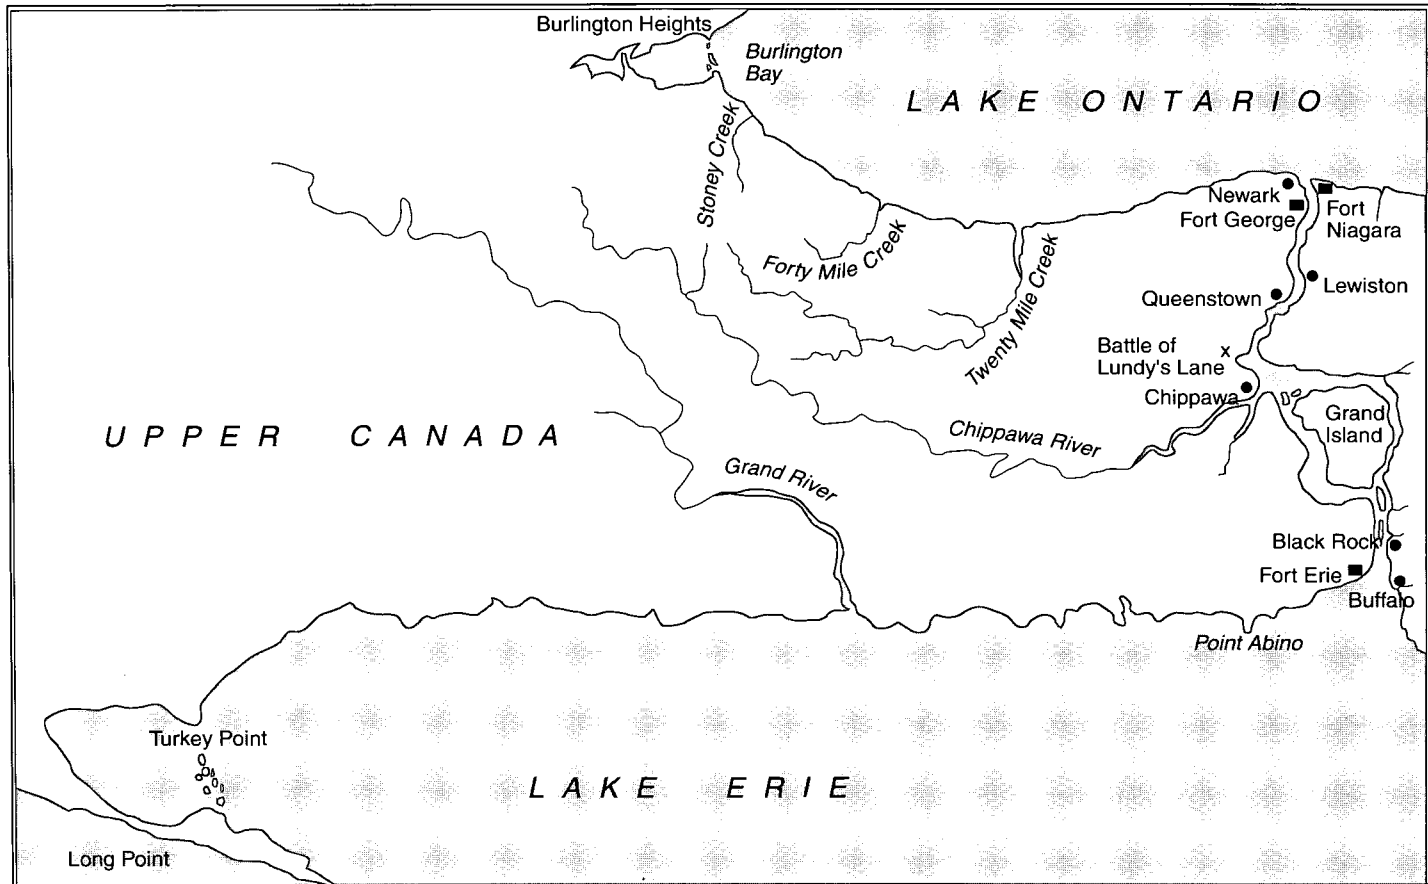 Burlington Heights
Burlington
Bay
LAKE ONTARIO
Stoney Creek
Newark
Fort George
Fort
Niagara
Forty Mile Creek
Twenty Mile Creek
Queenstown
Lewiston
Battle of
Lundy's Lane
x
Chippawa
Grand
Island
UPPER CANADA
Chippawa River
Grand River
Black Rock
Fort Erie
Buffalo
Point Abino
Turkey Point
LAKE ERIE
Long Point